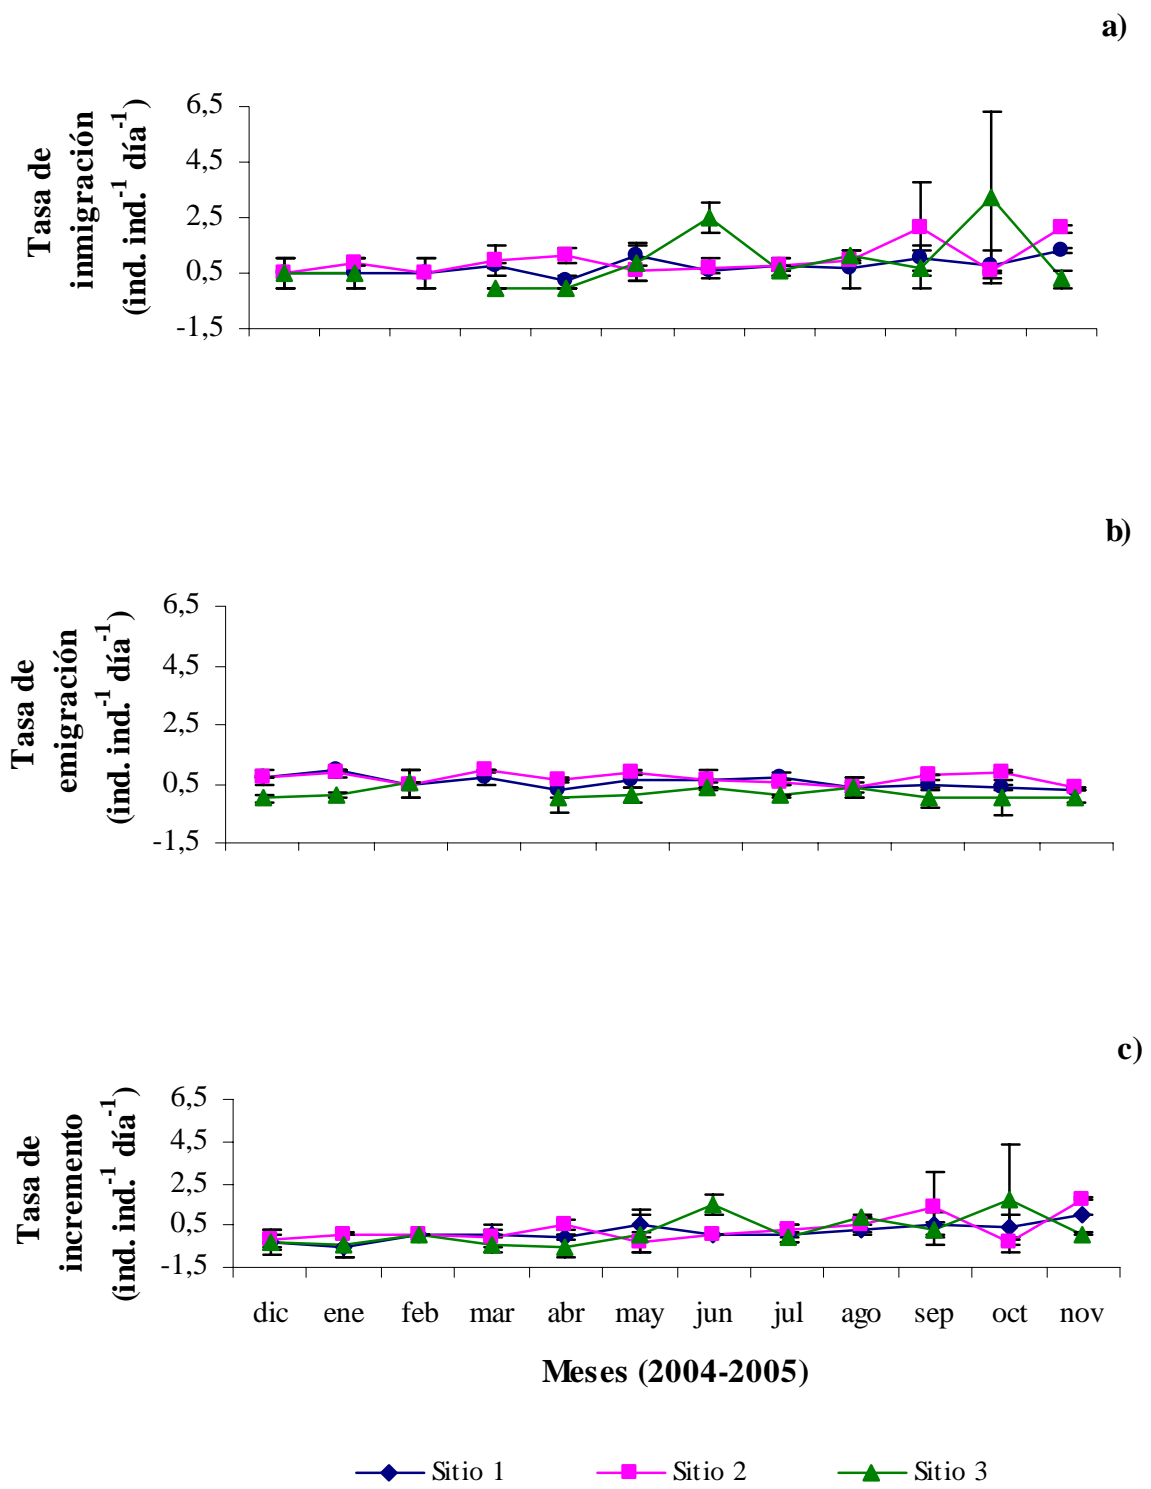 a)
Tasa de
inmigración
(ind. ind.⁻¹ día⁻¹)
6,5
4,5
2,5
0,5
-1,5
b)
Tasa de
emigración
(ind. ind.⁻¹ día⁻¹)
6,5
4,5
2,5
0,5
-1,5
c)
Tasa de
incremento
(ind. ind.⁻¹ día⁻¹)
6,5
4,5
2,5
0,5
-1,5
dic ene feb mar abr may jun jul ago sep oct nov
Meses (2004-2005)
Sitio 1 Sitio 2 Sitio 3